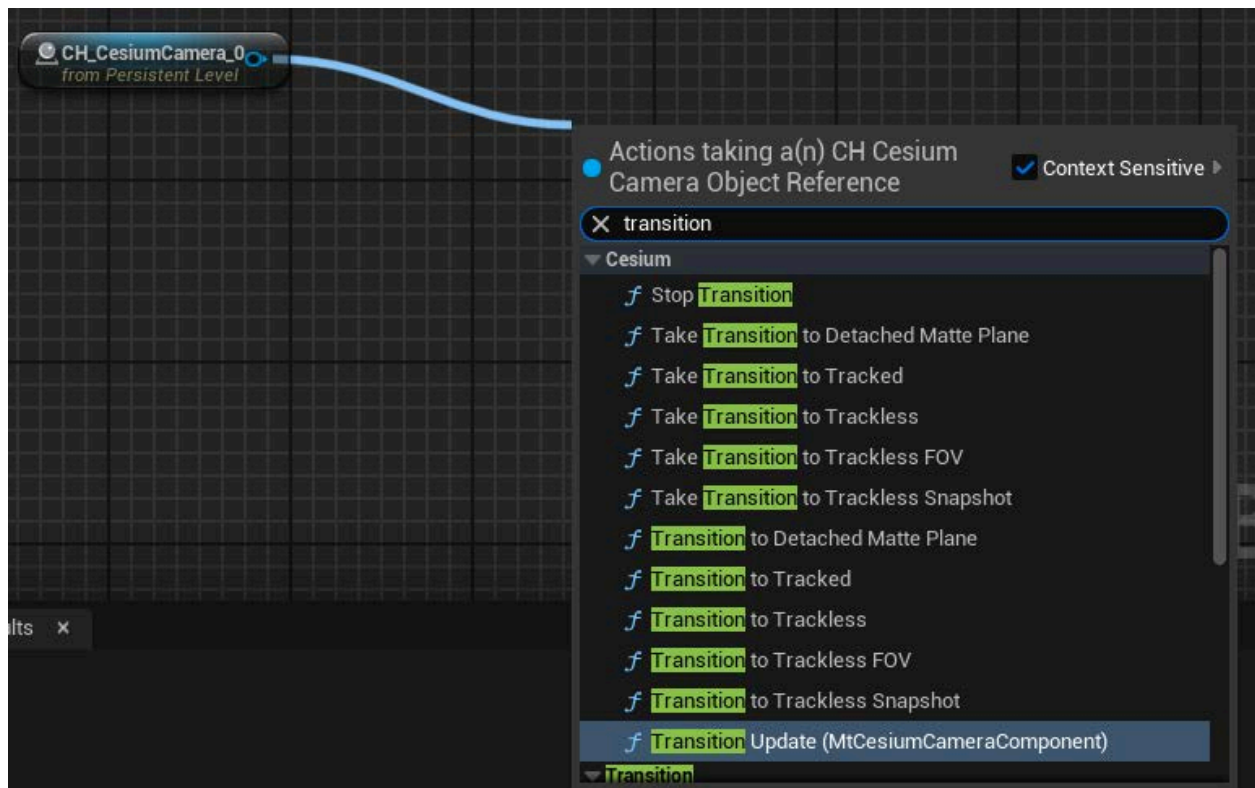 CH_CesiumCamera_0
from Persistent Level
Actions taking a(n) CH Cesium
Camera Object Reference
Context Sensitive
transition
Cesium
Stop Transition
Take Transition to Detached Matte Plane
Take Transition to Tracked
Take Transition to Trackless
Take Transition to Trackless FOV
Take Transition to Trackless Snapshot
Transition to Detached Matte Plane
Transition to Tracked
Transition to Trackless
Transition to Trackless FOV
Transition to Trackless Snapshot
Transition Update (MtCesiumCameraComponent)
Transition